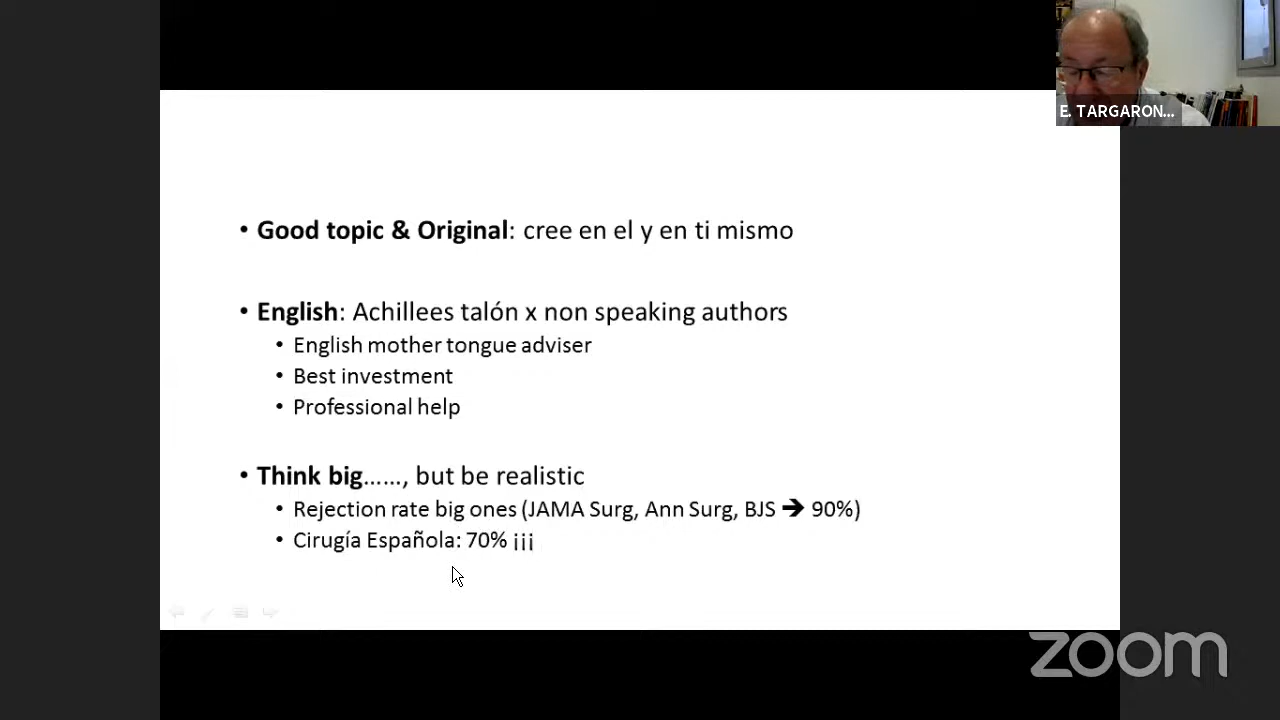 E. TARGARON...
• Good topic & Original: cree en el y en ti mismo
• English: Achillees talón x non speaking authors
• English mother tongue adviser
• Best investment
• Professional help
• Think big……, but be realistic
• Rejection rate big ones (JAMA Surg, Ann Surg, BJS ➔ 90%)
• Cirugía Española: 70% ¡¡¡
zoom